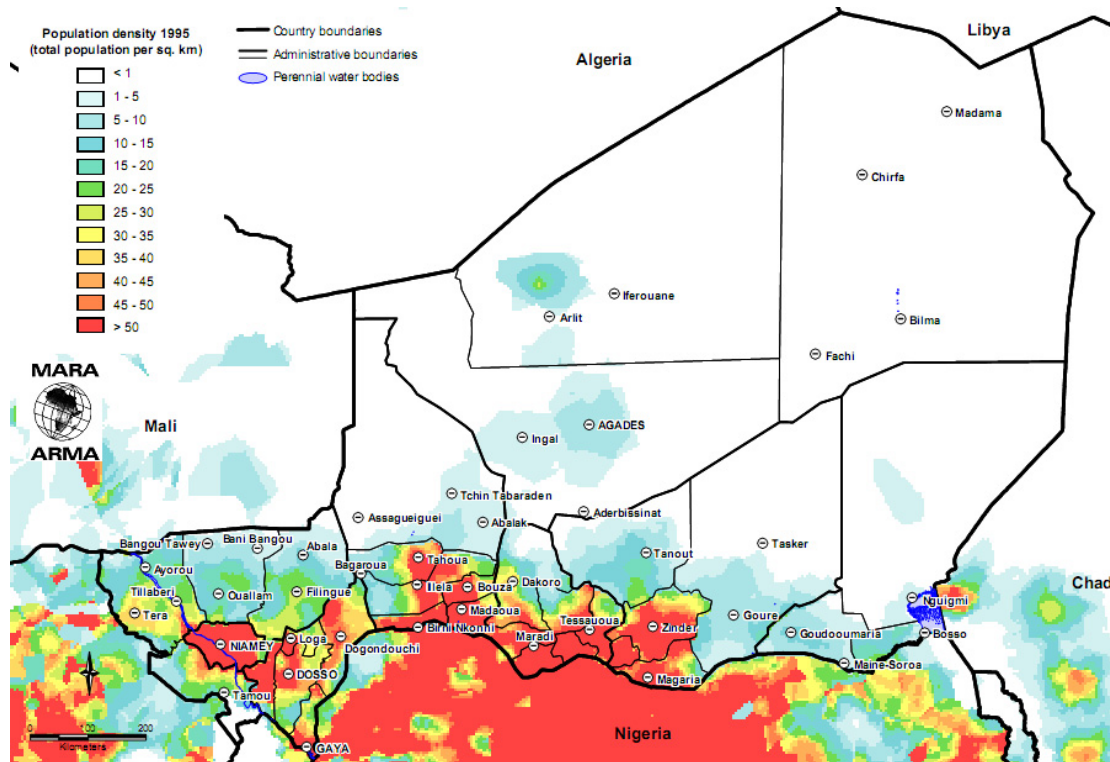 Population density 1995
(total population per sq. km)
< 1
1 - 5
5 - 10
10 - 15
15 - 20
20 - 25
25 - 30
30 - 35
35 - 40
40 - 45
45 - 50
> 50
Country boundaries
Administrative boundaries
Perennial water bodies
MARA
ARMA
Algeria
Libya
Madama
Chirfa
Iferouane
Arlit
Bilma
Fachi
Mali
AGADES
Ingal
Tchin Tabaraden
Assagueiguei
Abalak
Aderbissinat
Bangou Tawey
Bani Bangou
Abala
Tasker
Tanout
Tahoua
Bagaroua
Ayorou
Dakoro
Chad
Illela
Bouza
Tillaberi
Ouallam
Filingue
Nguigmi
Madaoua
Tera
Tessauoua
Goure
Birni Nkonni
Zinder
Goudooumaria
Bosso
Loga
Maradi
NIAMEY
Dogondouchi
Maine-Soroa
DOSSO
Magaria
Tamou
Nigeria
GAYA
0 100 200
Kilometers